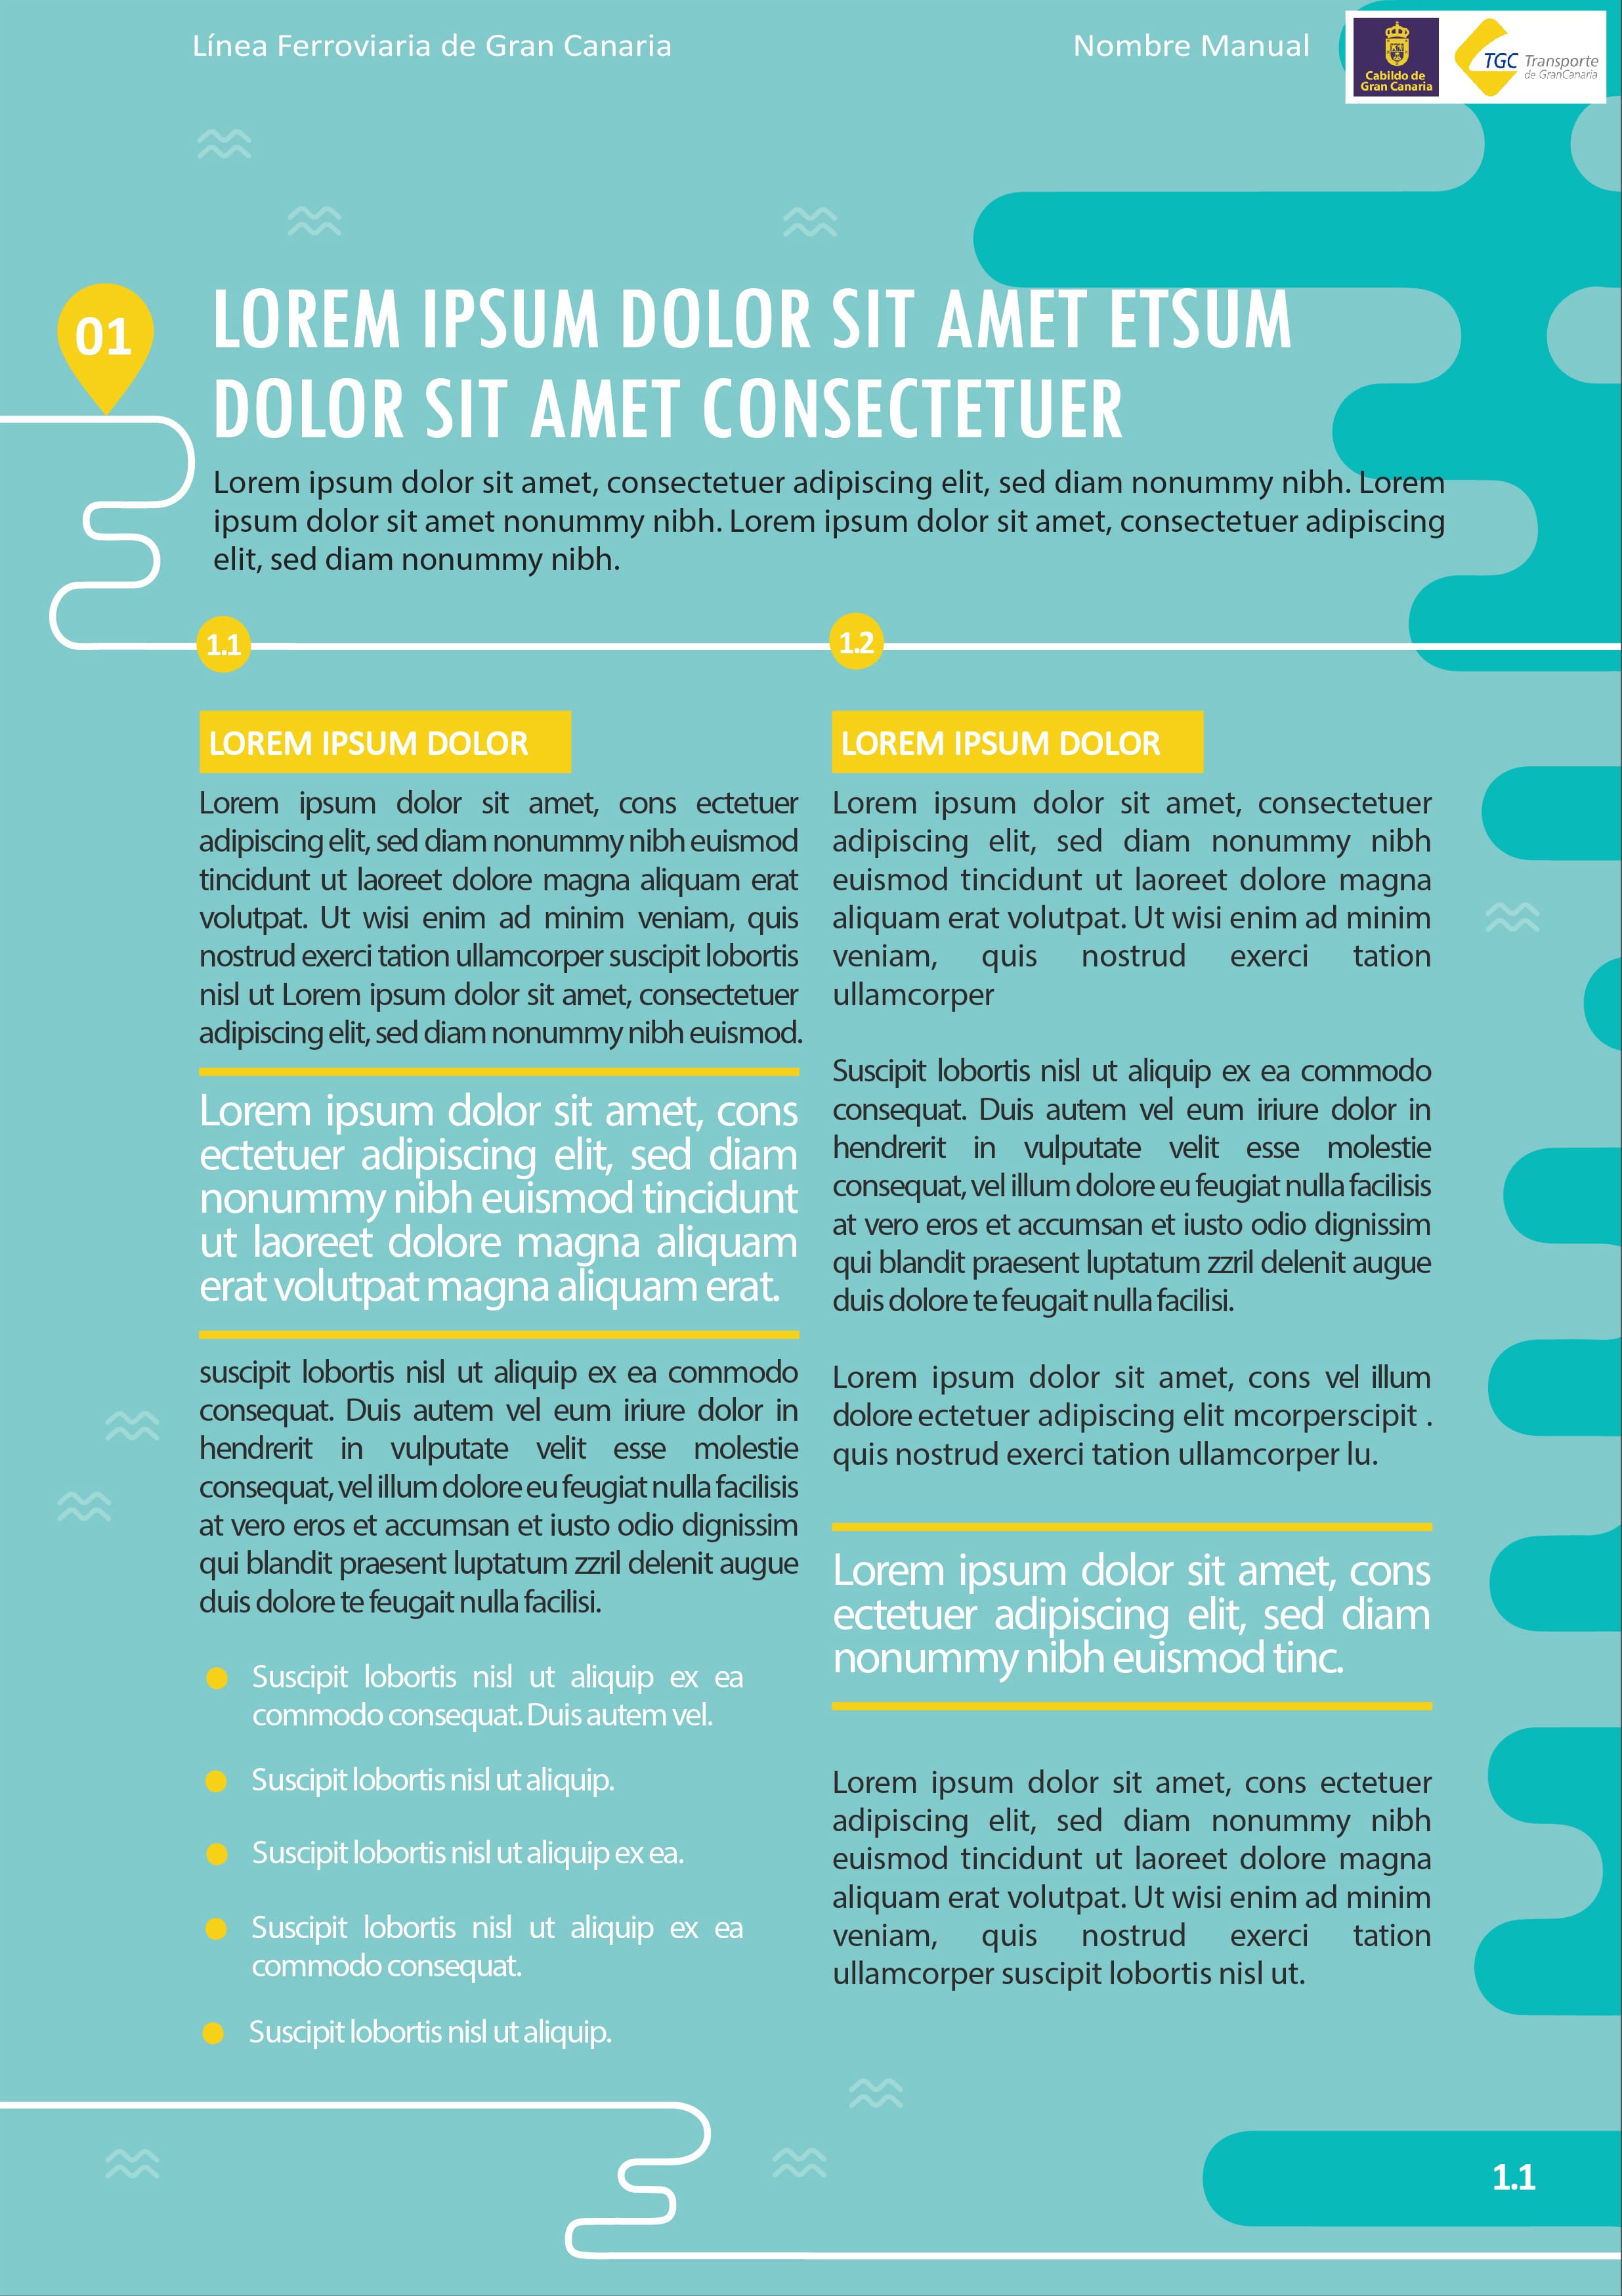 Línea Ferroviaria de Gran Canaria
Nombre Manual
Cabildo de
Gran Canaria
TGC Transporte
de GranCanaria
01
LOREM IPSUM DOLOR SIT AMET ETSUM
DOLOR SIT AMET CONSECTETUER
Lorem ipsum dolor sit amet, consectetuer adipiscing elit, sed diam nonummy nibh. Lorem
ipsum dolor sit amet nonummy nibh. Lorem ipsum dolor sit amet, consectetuer adipiscing
elit, sed diam nonummy nibh.
1.1
LOREM IPSUM DOLOR
Lorem ipsum dolor sit amet, cons ectetuer
adipiscing elit, sed diam nonummy nibh euismod
tincidunt ut laoreet dolore magna aliquam erat
volutpat. Ut wisi enim ad minim veniam, quis
nostrud exerci tation ullamcorper suscipit lobortis
nisl ut Lorem ipsum dolor sit amet, consectetuer
adipiscing elit, sed diam nonummy nibh euismod.
Lorem ipsum dolor sit amet, cons
ectetuer adipiscing elit, sed diam
nonummy nibh euismod tincidunt
ut laoreet dolore magna aliquam
erat volutpat magna aliquam erat.
suscipit lobortis nisl ut aliquip ex ea commodo
consequat. Duis autem vel eum iriure dolor in
hendrerit in vulputate velit esse molestie
consequat, vel illum dolore eu feugiat nulla facilisis
at vero eros et accumsan et iusto odio dignissim
qui blandit praesent luptatum zzril delenit augue
duis dolore te feugait nulla facilisi.
Suscipit lobortis nisl ut aliquip ex ea
commodo consequat. Duis autem vel.
Suscipit lobortis nisl ut aliquip.
Suscipit lobortis nisl ut aliquip ex ea.
Suscipit lobortis nisl ut aliquip ex ea
commodo consequat.
Suscipit lobortis nisl ut aliquip.
1.2
LOREM IPSUM DOLOR
Lorem ipsum dolor sit amet, consectetuer
adipiscing elit, sed diam nonummy nibh
euismod tincidunt ut laoreet dolore magna
aliquam erat volutpat. Ut wisi enim ad minim
veniam, quis nostrud exerci tation
ullamcorper
Suscipit lobortis nisl ut aliquip ex ea commodo
consequat. Duis autem vel eum iriure dolor in
hendrerit in vulputate velit esse molestie
consequat, vel illum dolore eu feugiat nulla facilisis
at vero eros et accumsan et iusto odio dignissim
qui blandit praesent luptatum zzril delenit augue
duis dolore te feugait nulla facilisi.
Lorem ipsum dolor sit amet, cons vel illum
dolore ectetuer adipiscing elit mcorperscipit .
quis nostrud exerci tation ullamcorper lu.
Lorem ipsum dolor sit amet, cons
ectetuer adipiscing elit, sed diam
nonummy nibh euismod tinc.
Lorem ipsum dolor sit amet, cons ectetuer
adipiscing elit, sed diam nonummy nibh
euismod tincidunt ut laoreet dolore magna
aliquam erat volutpat. Ut wisi enim ad minim
veniam, quis nostrud exerci tation
ullamcorper suscipit lobortis nisl ut.
1.1